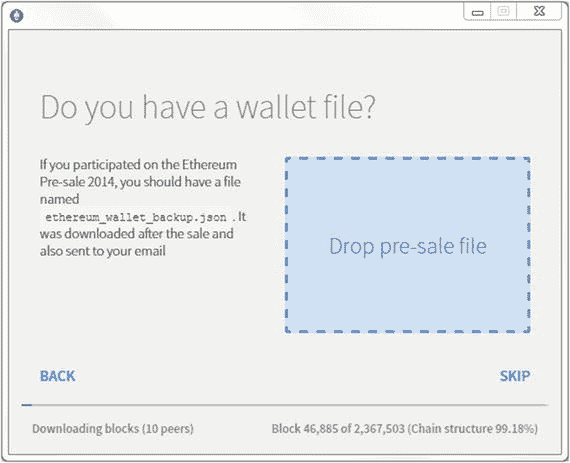 Do you have a wallet file?
If you participated on the Ethereum
Pre-sale 2014, you should have a file
named
ethereum_wallet_backup.json . It
was downloaded after the sale and
also sent to your email
Drop pre-sale file
BACK
SKIP
Downloading blocks (10 peers)
Block 46,885 of 2,367,503 (Chain structure 99.18%)